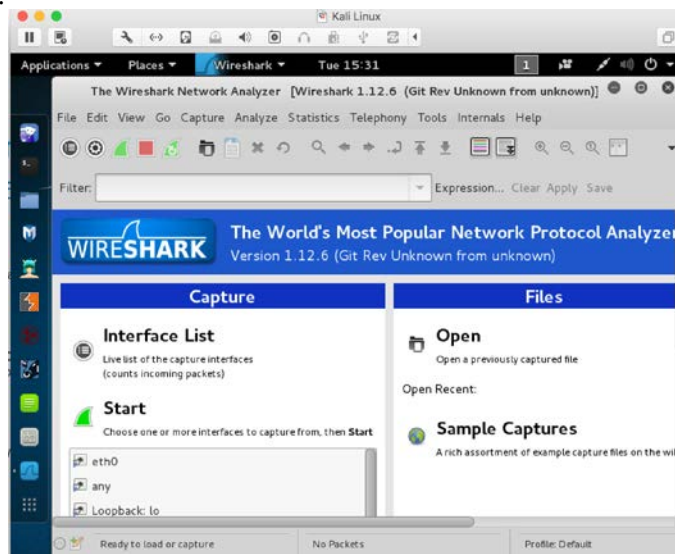 Kali Linux
Applications Places Wireshark Tue 15:31 1
The Wireshark Network Analyzer [Wireshark 1.12.6 (Git Rev Unknown from unknown)]
File Edit View Go Capture Analyze Statistics Telephony Tools Internals Help
Filter: Expression... Clear Apply Save
WIRESHARK
The World's Most Popular Network Protocol Analyzer
Version 1.12.6 (Git Rev Unknown from unknown)
Capture
Interface List
Live list of the capture interfaces
(counts incoming packets)
Start
Choose one or more interfaces to capture from, then Start
eth0
any
Loopback: lo
Files
Open
Open a previously captured file
Open Recent:
Sample Captures
A rich assortment of example capture files on the wi
Ready to load or capture No Packets Profile: Default